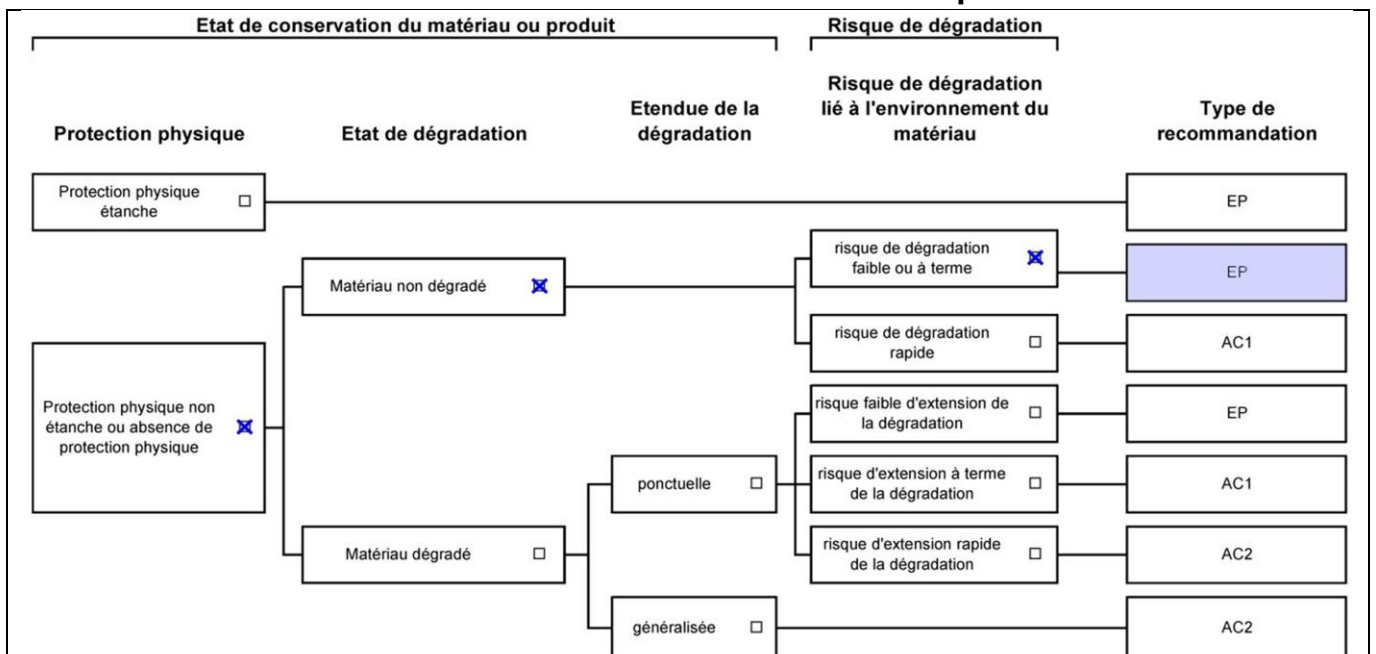 Etat de conservation du matériau ou produit
Risque de dégradation
Protection physique
Etat de dégradation
Etendue de la
dégradation
Risque de dégradation
lié à l'environnement du
matériau
Type de
recommandation
Protection physique
étanche
EP
Protection physique non
étanche ou absence de
protection physique
Matériau non dégradé
risque de dégradation
faible ou à terme
EP
risque de dégradation
rapide
AC1
Matériau dégradé
ponctuelle
risque faible d'extension de
la dégradation
EP
risque d'extension à terme
de la dégradation
AC1
risque d'extension rapide
de la dégradation
AC2
généralisée
AC2